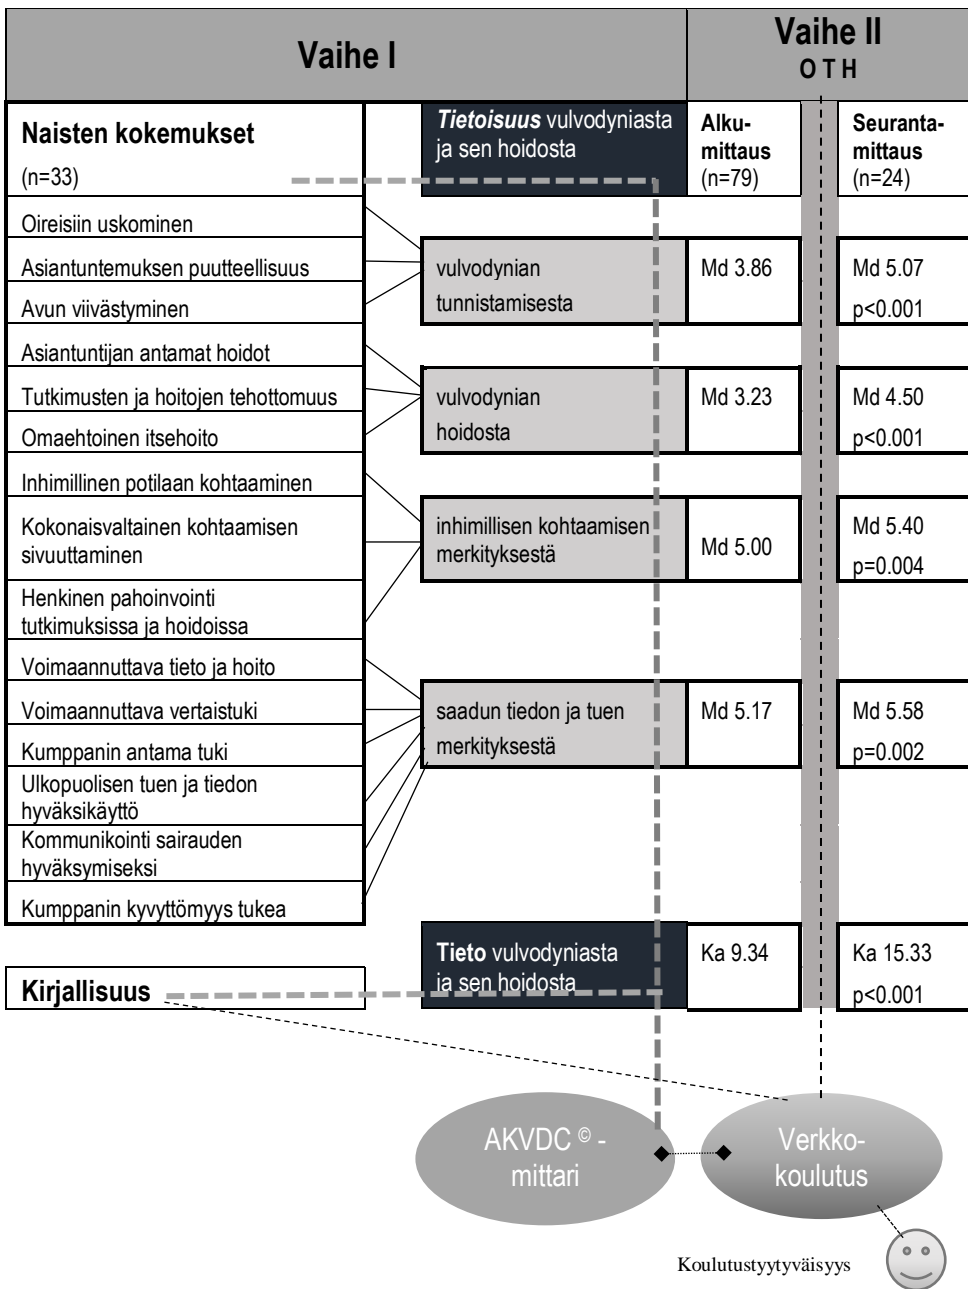 Vaihe I
Vaihe II
O T H
Naisten kokemukset
(n=33)
Tietoisuus vulvodyniasta
ja sen hoidosta
Alku-
mittaus
(n=79)
Seuranta-
mittaus
(n=24)
Oireisiin uskominen
Asiantuntemuksen puutteellisuus
Avun viivästyminen
vulvodynian
tunnistamisesta
Md 3.86
Md 5.07
p<0.001
Asiantuntijan antamat hoidot
Tutkimusten ja hoitojen tehottomuus
Omaehtoinen itsehoito
vulvodynian
hoidosta
Md 3.23
Md 4.50
p<0.001
Inhimillinen potilaan kohtaaminen
Kokonaisvaltainen kohtaamisen
sivuuttaminen
Henkinen pahoinvointi
tutkimuksissa ja hoidoissa
inhimillisen kohtaamisen
merkityksestä
Md 5.00
Md 5.40
p=0.004
Voimaannuttava tieto ja hoito
Voimaannuttava vertaistuki
Kumppanin antama tuki
Ulkopuolisen tuen ja tiedon
hyväksikäyttö
Kommunikointi sairauden
hyväksymiseksi
Kumppanin kyvyttömyys tukea
saadun tiedon ja tuen
merkityksestä
Md 5.17
Md 5.58
p=0.002
Tieto vulvodyniasta
ja sen hoidosta
Ka 9.34
Ka 15.33
p<0.001
Kirjallisuus
AKVDC © -
mittari
Verkko-
koulutus
Koulutustyytyväisyys